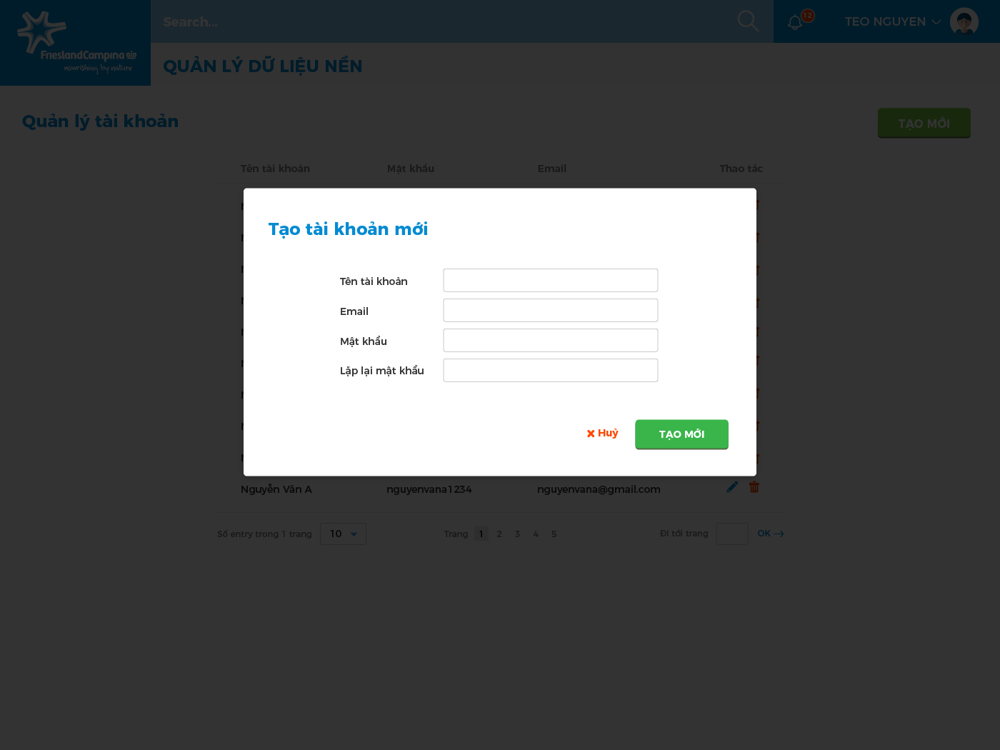 FrieslandCampina
nourishing by nature
Search...
12
TEO NGUYEN
QUẢN LÝ DỮ LIỆU NỀN
Quản lý tài khoản
TẠO MỚI
Tên tài khoản Mật khẩu Email Thao tác
Tạo tài khoản mới
Tên tài khoản
Email
Mật khẩu
Lặp lại mật khẩu
Huỷ
TẠO MỚI
Nguyễn Văn A nguyenvana1234 nguyenvana@gmail.com
Số entry trong 1 trang 10 Trang 1 2 3 4 5 Đi tới trang OK